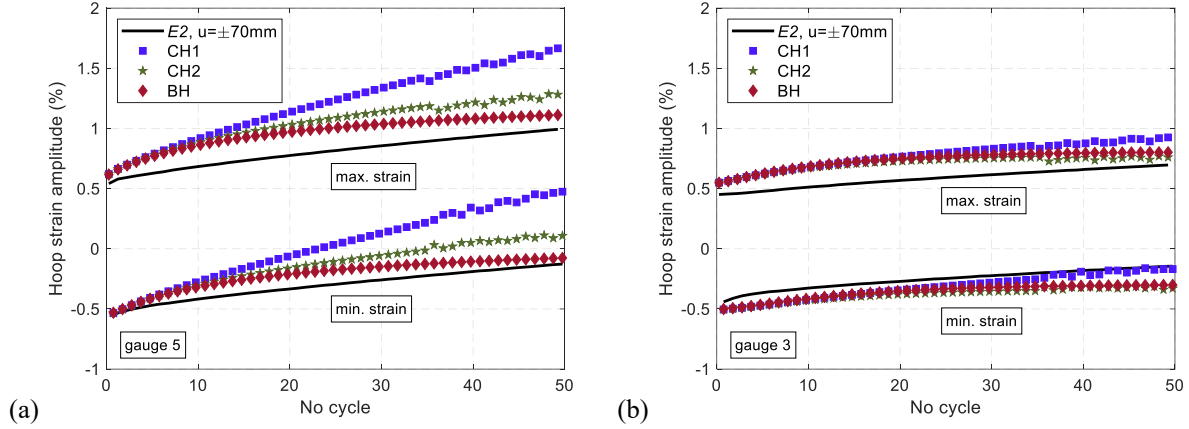 2
1.5
1
0.5
0
-0.5
-1
Hoop strain amplitude (%)
E2, u=±70mm
CH1
CH2
BH
max. strain
min. strain
gauge 5
0 10 20 30 40 50
No cycle
(a)
2
1.5
1
0.5
0
-0.5
-1
Hoop strain amplitude (%)
E2, u=±70mm
CH1
CH2
BH
max. strain
min. strain
gauge 3
0 10 20 30 40 50
No cycle
(b)